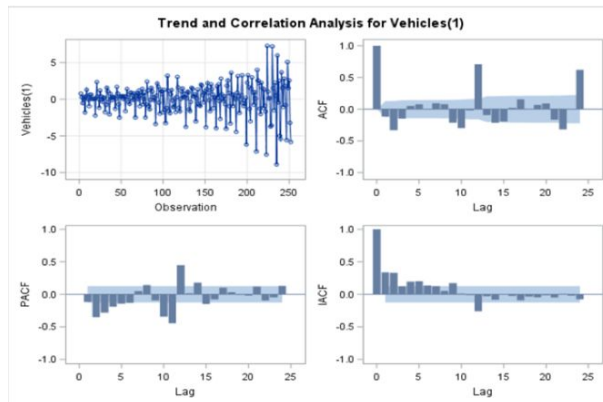 Trend and Correlation Analysis for Vehicles(1)
Vehicles(1)
5
0
-5
-10
0 50 100 150 200 250
Observation
ACF
1.0
0.5
0.0
-0.5
-1.0
0 5 10 15 20 25
Lag
PACF
1.0
0.5
0.0
-0.5
-1.0
0 5 10 15 20 25
Lag
IACF
1.0
0.5
0.0
-0.5
-1.0
0 5 10 15 20 25
Lag